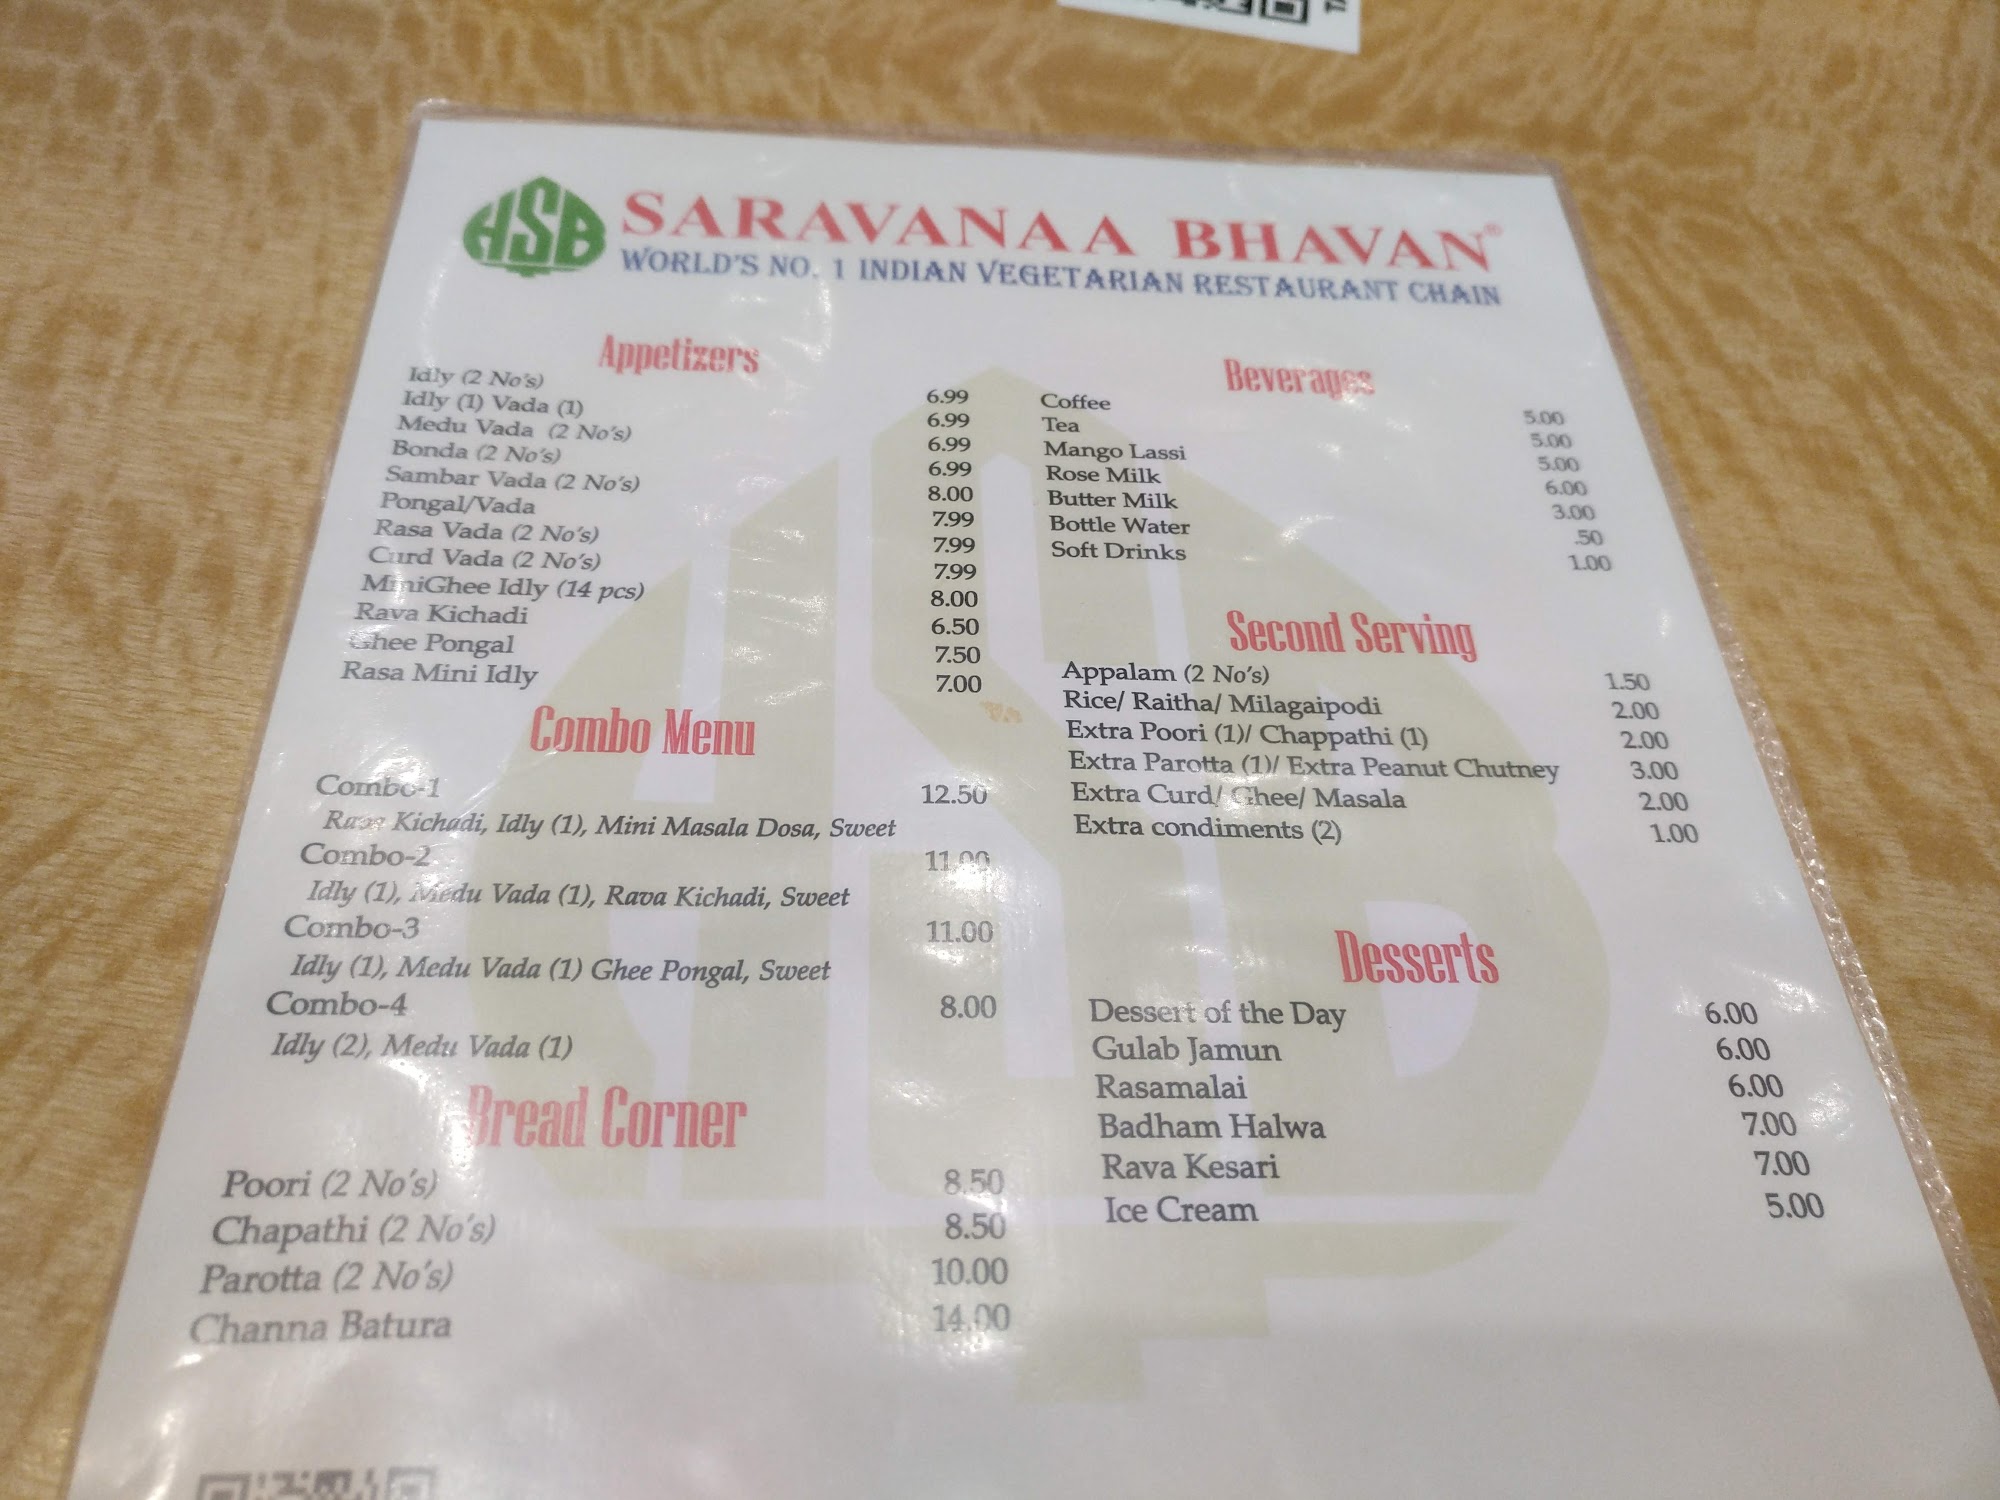 HSB SARAVANAA BHAVAN®
WORLD'S NO. 1 INDIAN VEGETARIAN RESTAURANT CHAIN
Appetizers
Idly (2 No's) 6.99
Idly (1) Vada (1) 6.99
Medu Vada (2 No's) 6.99
Bonda (2 No's) 6.99
Sambar Vada (2 No's) 8.00
Pongal/Vada 7.99
Rasa Vada (2 No's) 7.99
Curd Vada (2 No's) 7.99
MiniGhee Idly (14 pcs) 8.00
Rava Kichadi 6.50
Ghee Pongal 7.50
Rasa Mini Idly 7.00
Combo Menu
Combo-1 12.50
Rava Kichadi, Idly (1), Mini Masala Dosa, Sweet
Combo-2 11.00
Idly (1), Medu Vada (1), Rava Kichadi, Sweet
Combo-3 11.00
Idly (1), Medu Vada (1) Ghee Pongal, Sweet
Combo-4 8.00
Idly (2), Medu Vada (1)
Bread Corner
Poori (2 No's) 8.50
Chapathi (2 No's) 8.50
Parotta (2 No's) 10.00
Channa Batura 14.00
Beverages
Coffee 5.00
Tea 5.00
Mango Lassi 5.00
Rose Milk 6.00
Butter Milk 3.00
Bottle Water .50
Soft Drinks 1.00
Second Serving
Appalam (2 No's) 1.50
Rice/ Raitha/ Milagaipodi 2.00
Extra Poori (1)/ Chappathi (1) 2.00
Extra Parotta (1)/ Extra Peanut Chutney 3.00
Extra Curd/ Ghee/ Masala 2.00
Extra condiments (2) 1.00
Desserts
Dessert of the Day 6.00
Gulab Jamun 6.00
Rasamalai 6.00
Badham Halwa 7.00
Rava Kesari 7.00
Ice Cream 5.00